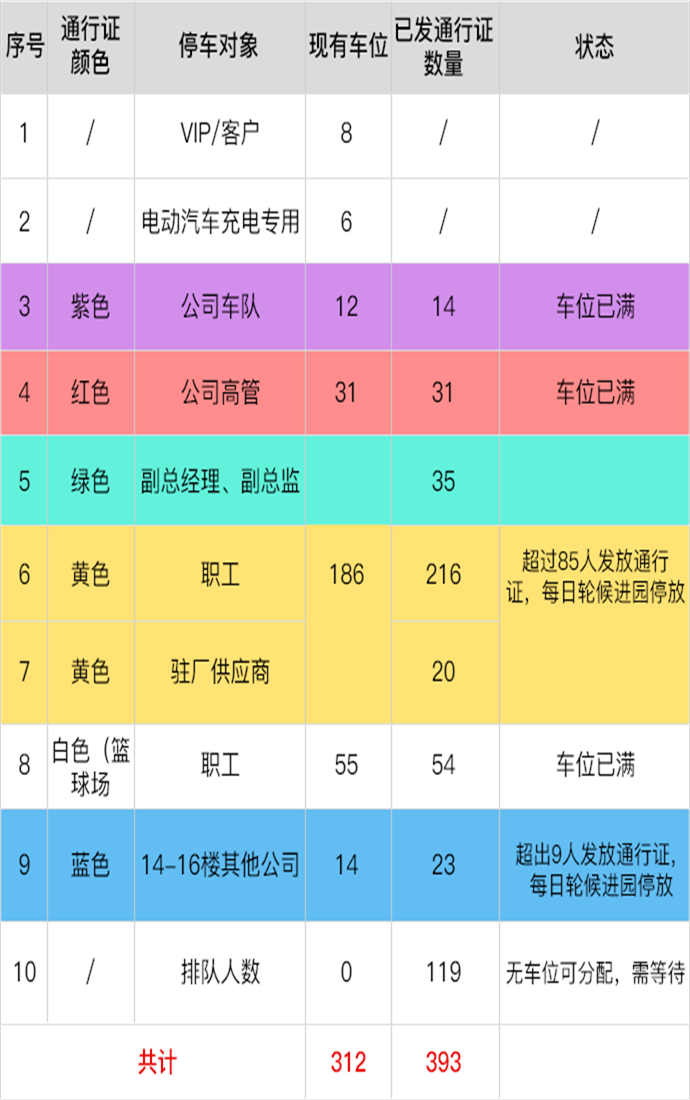 序号 通行证颜色 停车对象 现有车位 已发通行证数量 状态
1 / VIP/客户 8 / /
2 / 电动汽车充电专用 6 / /
3 紫色 公司车队 12 14 车位已满
4 红色 公司高管 31 31 车位已满
5 绿色 副总经理、副总监 35
6 黄色 职工 186 216 超过85人发放通行证，每日轮候进园停放
7 黄色 驻厂供应商 20
8 白色（篮球场 职工 55 54 车位已满
9 蓝色 14-16楼其他公司 14 23 超出9人发放通行证，每日轮候进园停放
10 / 排队人数 0 119 无车位可分配，需等待
共计 312 393